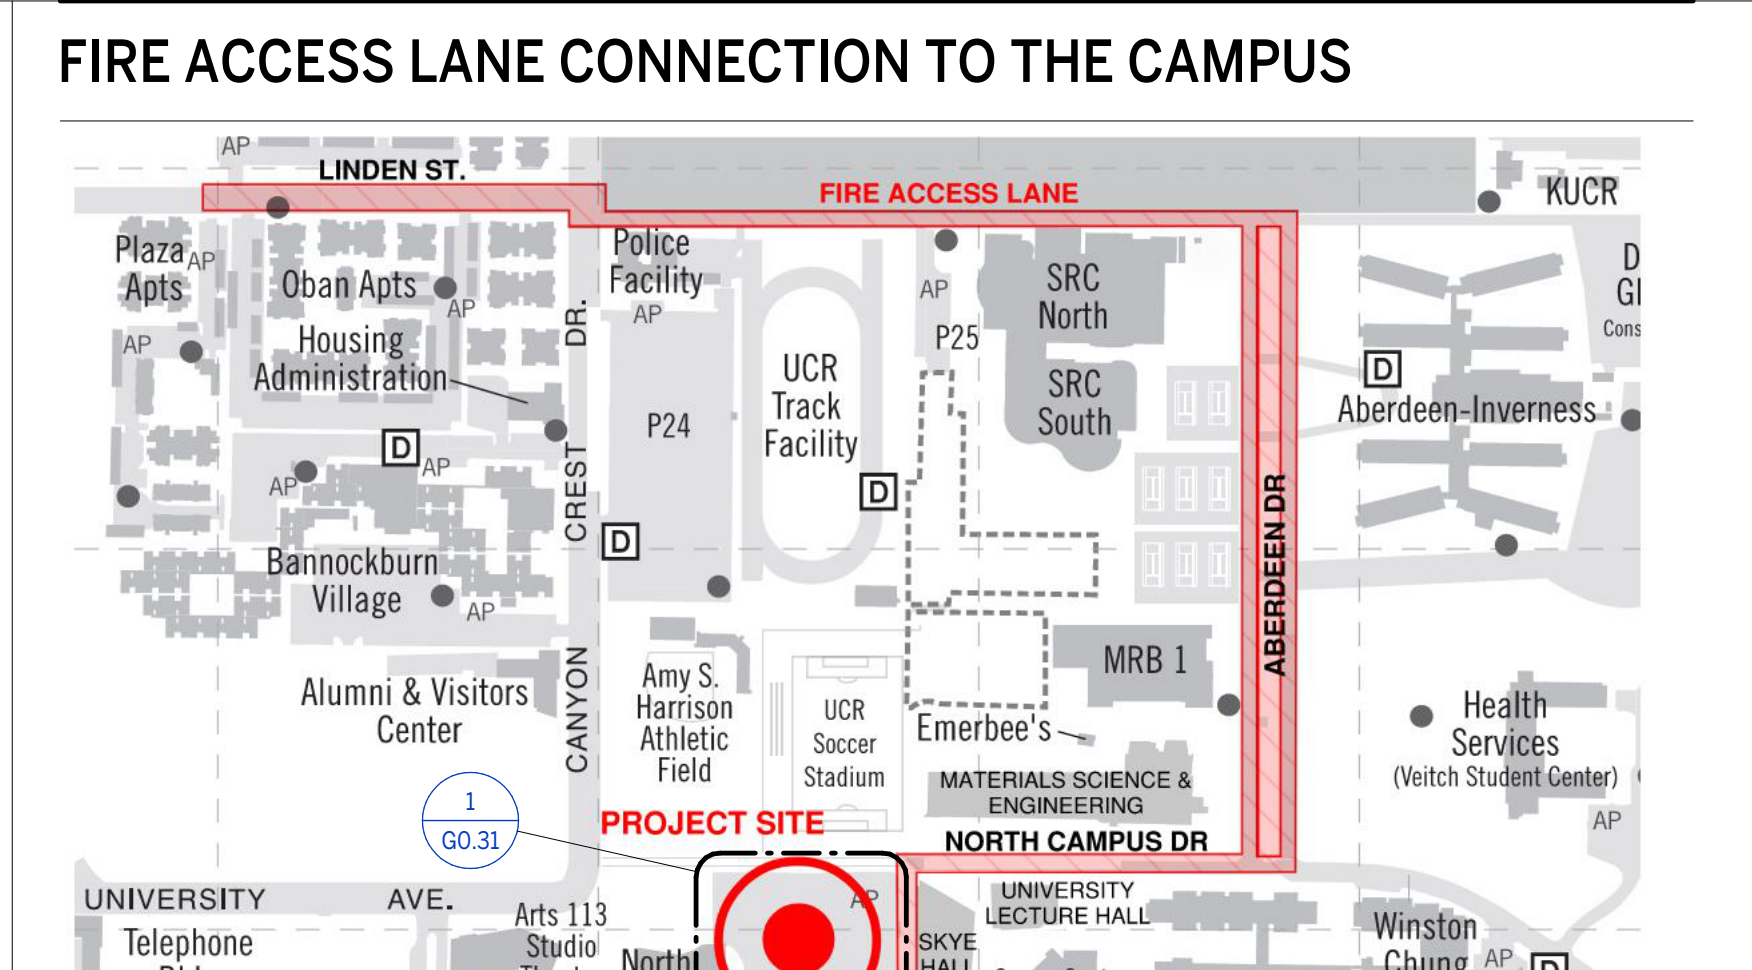 FIRE ACCESS LANE CONNECTION TO THE CAMPUS
AP
LINDEN ST.
FIRE ACCESS LANE
KUCR
Plaza
Apts
AP
AP
Oban Apts
AP
Housing
Administration
Police
Facility
AP
P24
UCR
Track
Facility
AP
P25
SRC
North
SRC
South
D
Aberdeen-Inverness
D
GI
Cons
D
AP
AP
D
D
Bannockburn
Village
AP
CANYON
CREST
DR.
ABERDEEN DR
Alumni & Visitors
Center
Amy S.
Harrison
Athletic
Field
UCR
Soccer
Stadium
MRB 1
Emerbee's
MATERIALS SCIENCE &
ENGINEERING
Health
Services
(Veitch Student Center)
AP
1
G0.31
PROJECT SITE
NORTH CAMPUS DR
UNIVERSITY AVE.
Telephone
Arts 113
Studio
North
AP
SKYE
HALL
UNIVERSITY
LECTURE HALL
Winston
Chung
AP
D